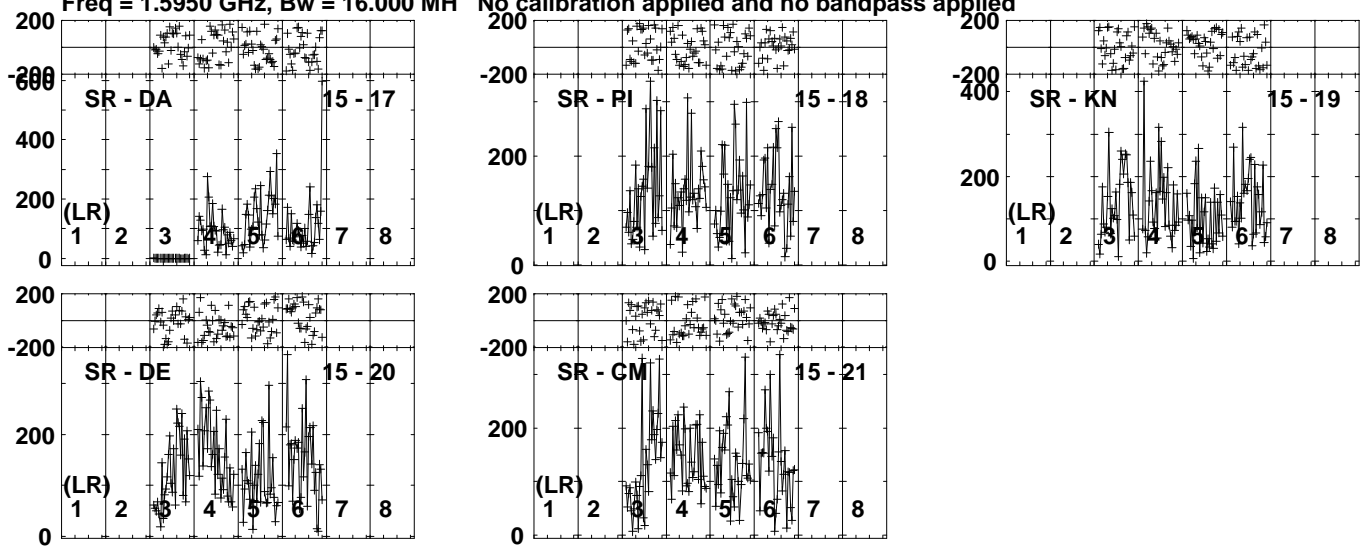 Freq = 1.5950 GHz, Bw = 16.000 MH No calibration applied and no bandpass applied
200
-200
600
SR - DA 15 - 17
400
200
(LR)
1 2 3 4 5 6 7 8
0
SR - PI 15 - 18
200
(LR)
1 2 3 4 5 6 7 8
0
-200
400
SR - KN 15 - 19
200
(LR)
1 2 3 4 5 6 7 8
0
200
-200
SR - DE 15 - 20
200
(LR)
1 2 3 4 5 6 7 8
0
SR - CM 15 - 21
200
(LR)
1 2 3 4 5 6 7 8
0